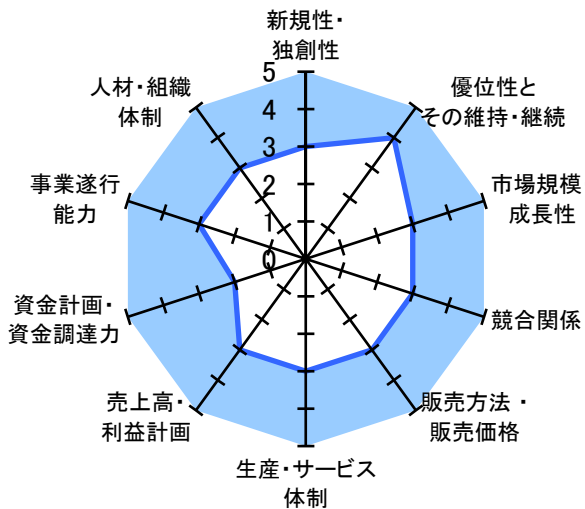 新規性・
独創性
優位性と
その維持・継続
市場規模
成長性
競合関係
販売方法・
販売価格
生産・サービス
体制
売上高・
利益計画
資金計画・
資金調達力
事業遂行
能力
人材・組織
体制
5
4
3
2
1
0